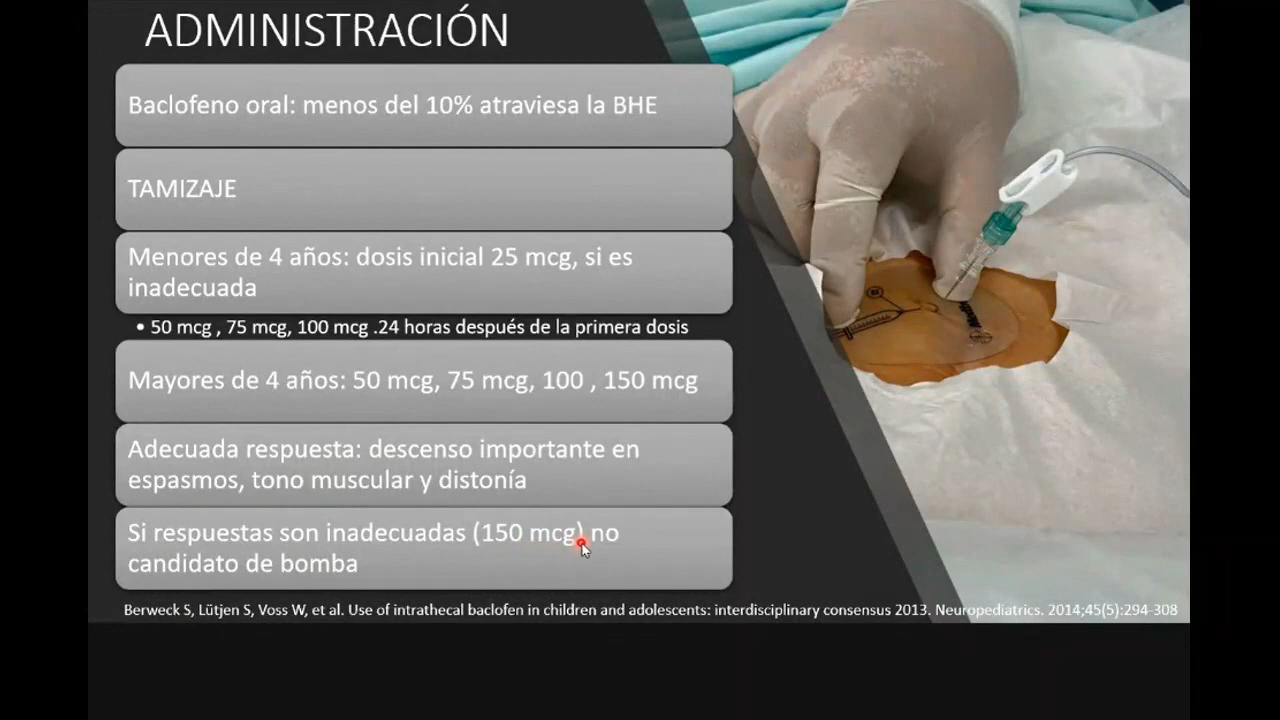 ADMINISTRACIÓN
Baclofeno oral: menos del 10% atraviesa la BHE
TAMIZAJE
Menores de 4 años: dosis inicial 25 mcg, si es
inadecuada
• 50 mcg , 75 mcg, 100 mcg .24 horas después de la primera dosis
Mayores de 4 años: 50 mcg, 75 mcg, 100 , 150 mcg
Adecuada respuesta: descenso importante en
espasmos, tono muscular y distonía
Si respuestas son inadecuadas (150 mcg) no
candidato de bomba
Berweck S, Lütjen S, Voss W, et al. Use of intrathecal baclofen in children and adolescents: interdisciplinary consensus 2013. Neuropediatrics. 2014;45(5):294-308